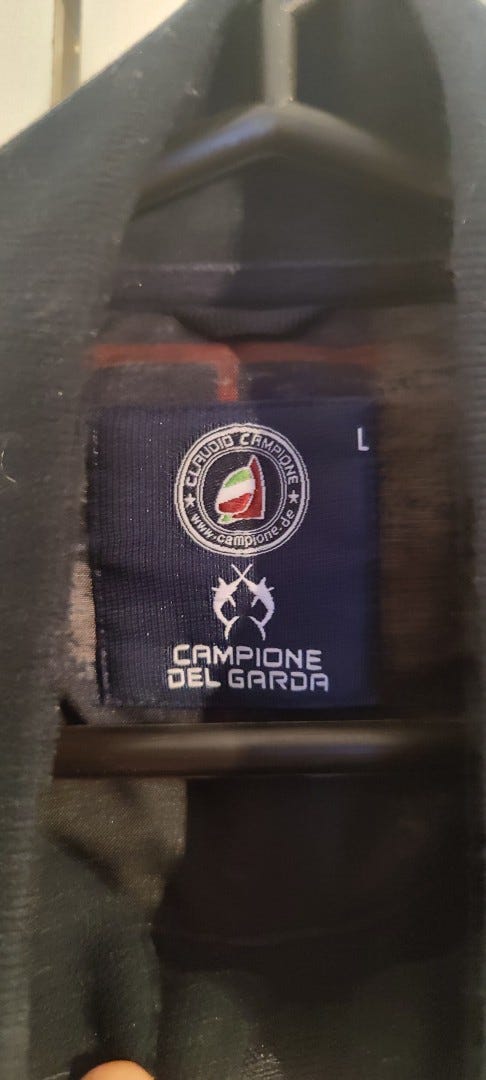 L
CLAUDIO CAMPIONE
www.campione.de
CAMPIONE
DEL GARDA